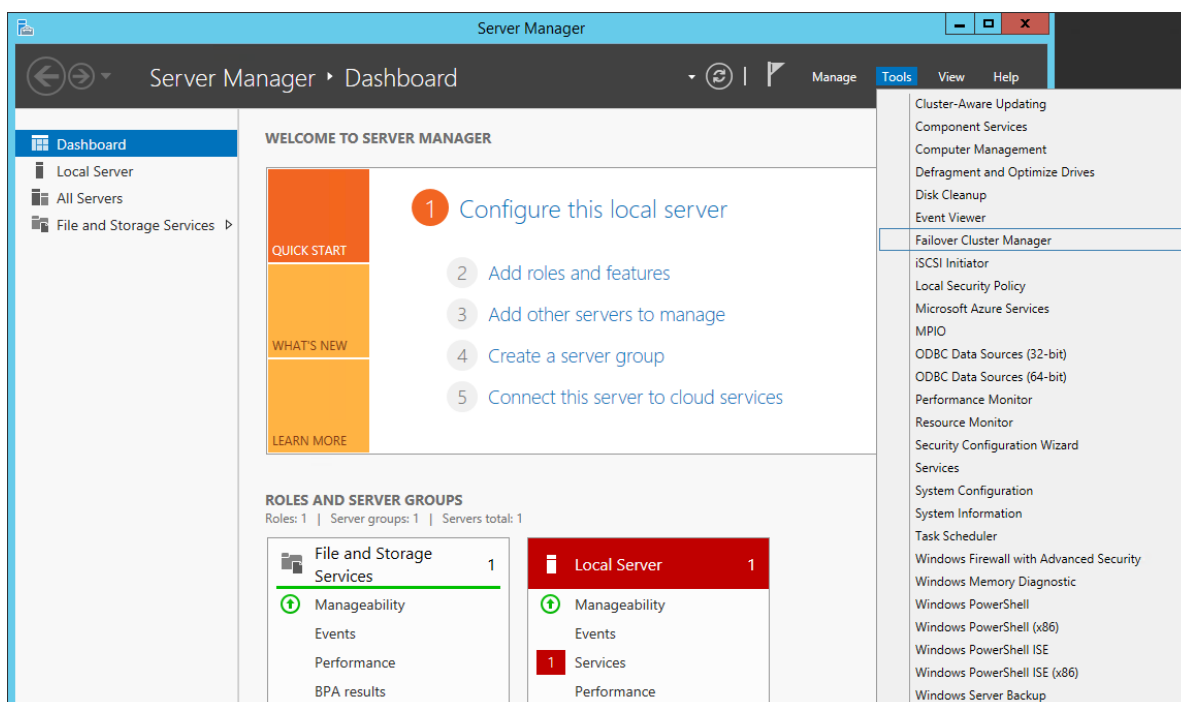 Server Manager
Server Manager • Dashboard
Manage
Tools
View
Help
Dashboard
Local Server
All Servers
File and Storage Services
WELCOME TO SERVER MANAGER
QUICK START
WHAT'S NEW
LEARN MORE
1 Configure this local server
2 Add roles and features
3 Add other servers to manage
4 Create a server group
5 Connect this server to cloud services
ROLES AND SERVER GROUPS
Roles: 1 | Server groups: 1 | Servers total: 1
File and Storage
Services
1
Manageability
Events
Performance
BPA results
Local Server 1
Manageability
Events
1 Services
Performance
Cluster-Aware Updating
Component Services
Computer Management
Defragment and Optimize Drives
Disk Cleanup
Event Viewer
Failover Cluster Manager
iSCSI Initiator
Local Security Policy
Microsoft Azure Services
MPIO
ODBC Data Sources (32-bit)
ODBC Data Sources (64-bit)
Performance Monitor
Resource Monitor
Security Configuration Wizard
Services
System Configuration
System Information
Task Scheduler
Windows Firewall with Advanced Security
Windows Memory Diagnostic
Windows PowerShell
Windows PowerShell (x86)
Windows PowerShell ISE
Windows PowerShell ISE (x86)
Windows Server Backup